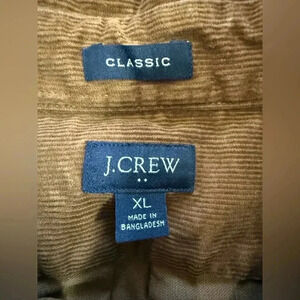 CLASSIC
J.CREW
XL
MADE IN
BANGLADESH